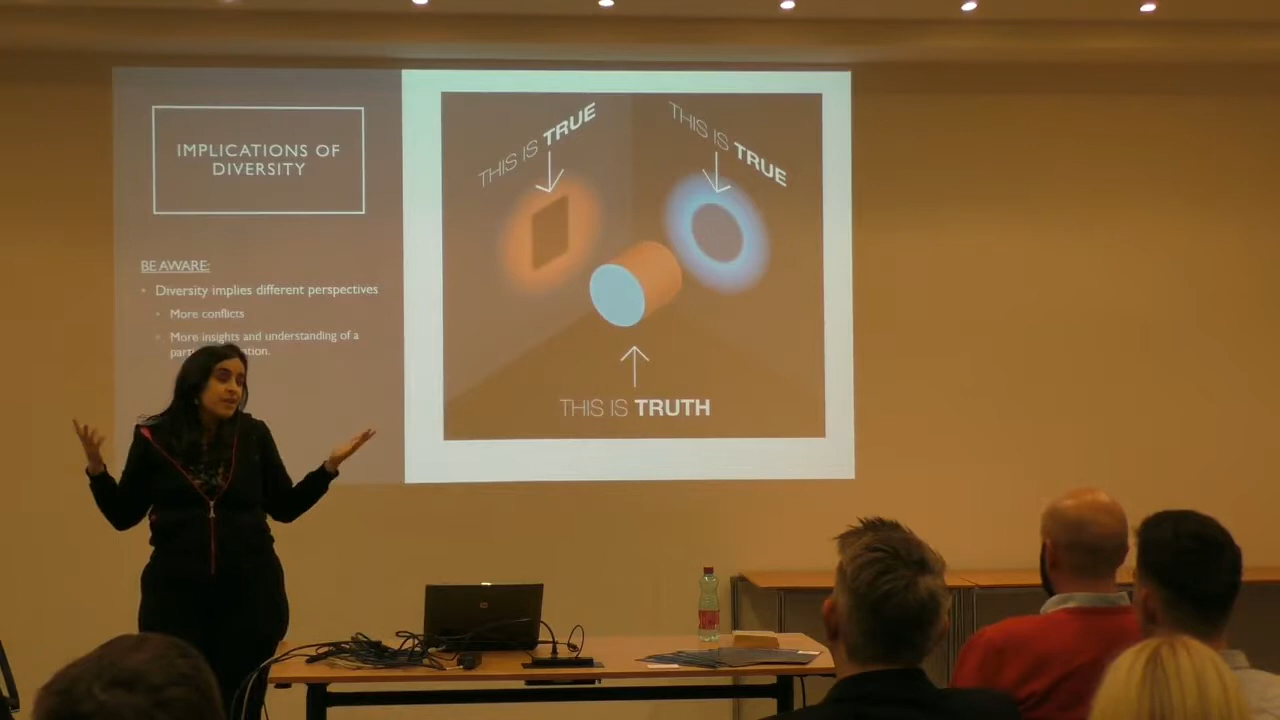 IMPLICATIONS OF
DIVERSITY
BE AWARE:
• Diversity implies different perspectives
• More conflicts
• More insights and understanding of a
THIS IS TRUE
THIS IS TRUE
THIS IS TRUTH